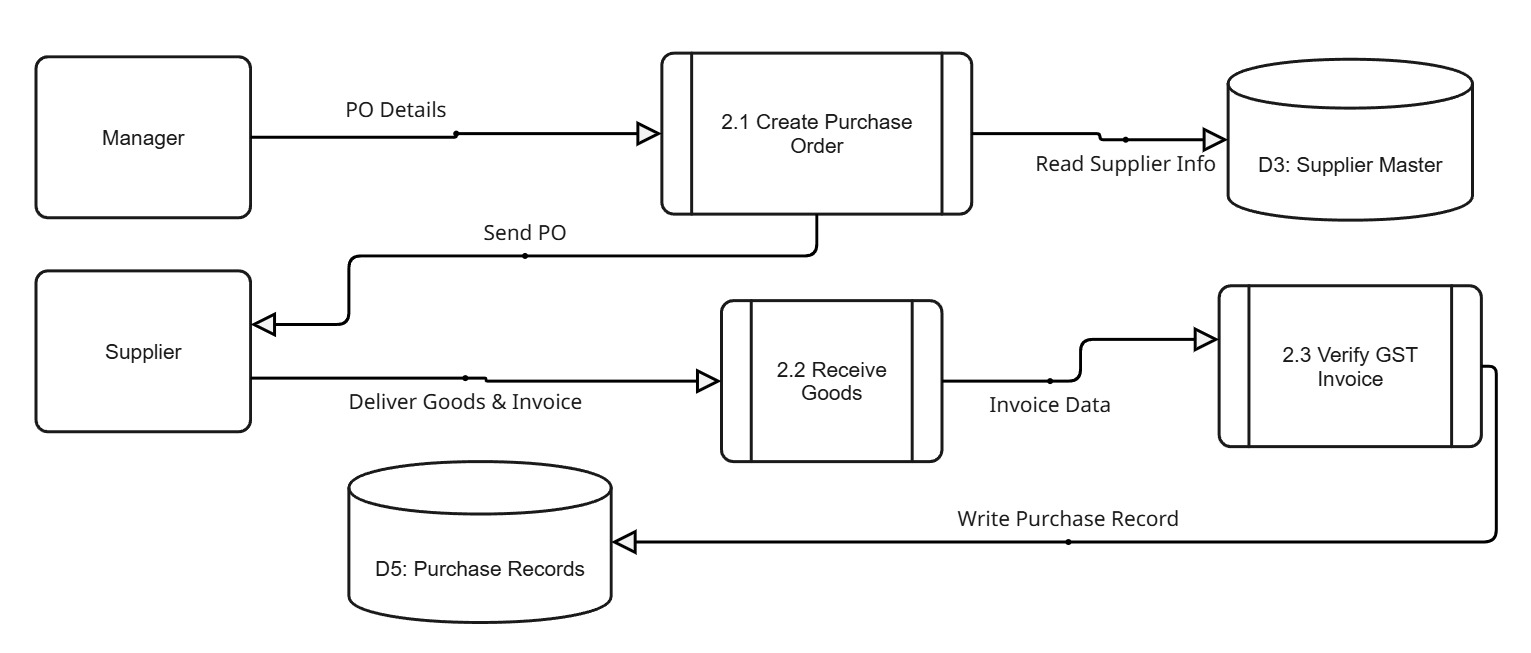 PO Details
Manager
2.1 Create Purchase
Order
Read Supplier Info
D3: Supplier Master
Send PO
Supplier
Deliver Goods & Invoice
2.2 Receive
Goods
Invoice Data
2.3 Verify GST
Invoice
Write Purchase Record
D5: Purchase Records